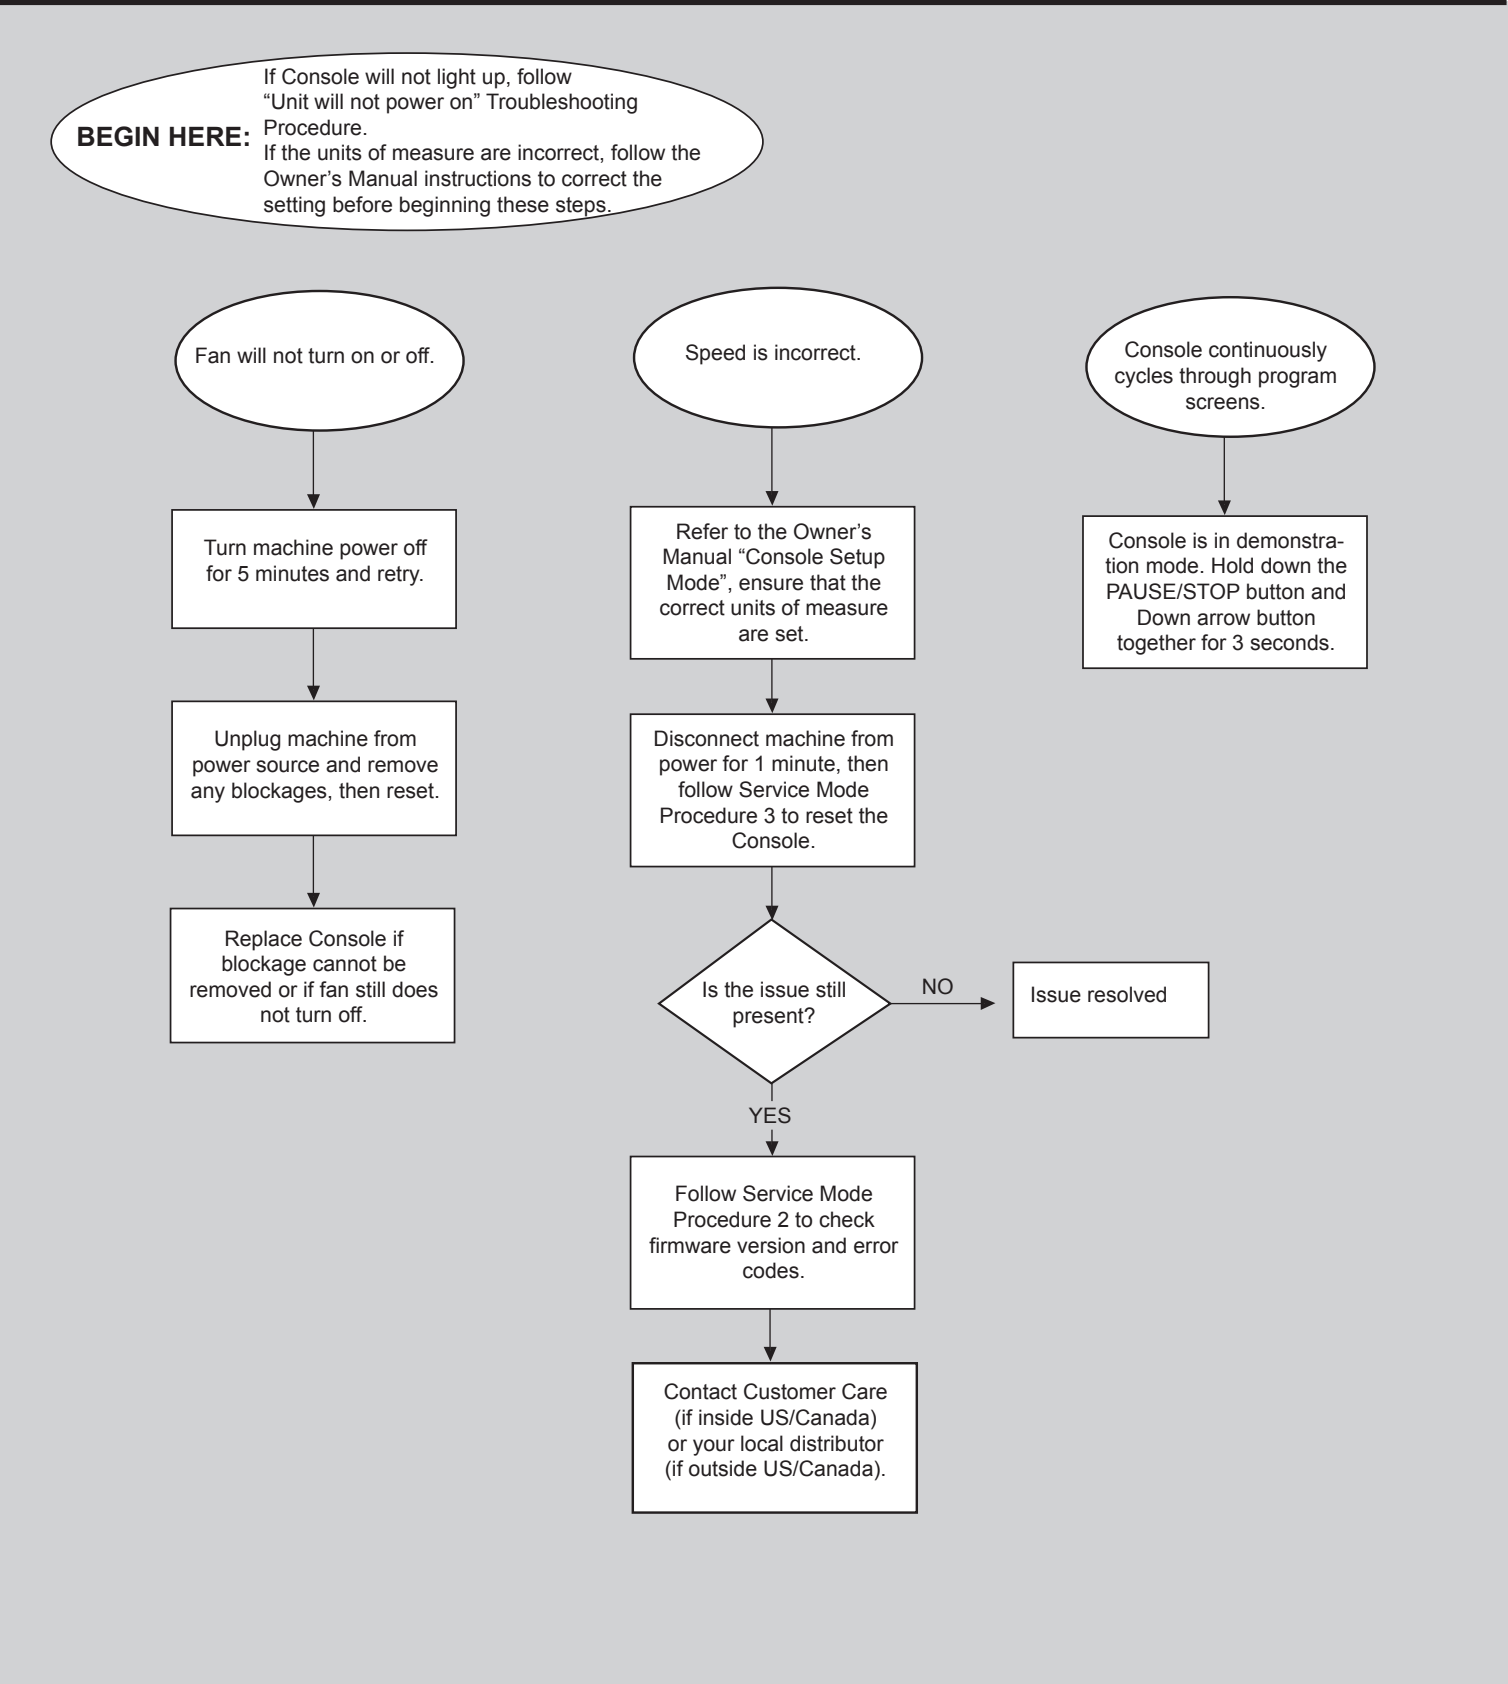 BEGIN HERE:
If Console will not light up, follow
“Unit will not power on” Troubleshooting
Procedure.
If the units of measure are incorrect, follow the
Owner’s Manual instructions to correct the
setting before beginning these steps.
Fan will not turn on or off.
Turn machine power off
for 5 minutes and retry.
Unplug machine from
power source and remove
any blockages, then reset.
Replace Console if
blockage cannot be
removed or if fan still does
not turn off.
Speed is incorrect.
Refer to the Owner’s
Manual “Console Setup
Mode”, ensure that the
correct units of measure
are set.
Disconnect machine from
power for 1 minute, then
follow Service Mode
Procedure 3 to reset the
Console.
Is the issue still
present?
NO
Issue resolved
YES
Follow Service Mode
Procedure 2 to check
firmware version and error
codes.
Contact Customer Care
(if inside US/Canada)
or your local distributor
(if outside US/Canada).
Console continuously
cycles through program
screens.
Console is in demonstra-
tion mode. Hold down the
PAUSE/STOP button and
Down arrow button
together for 3 seconds.